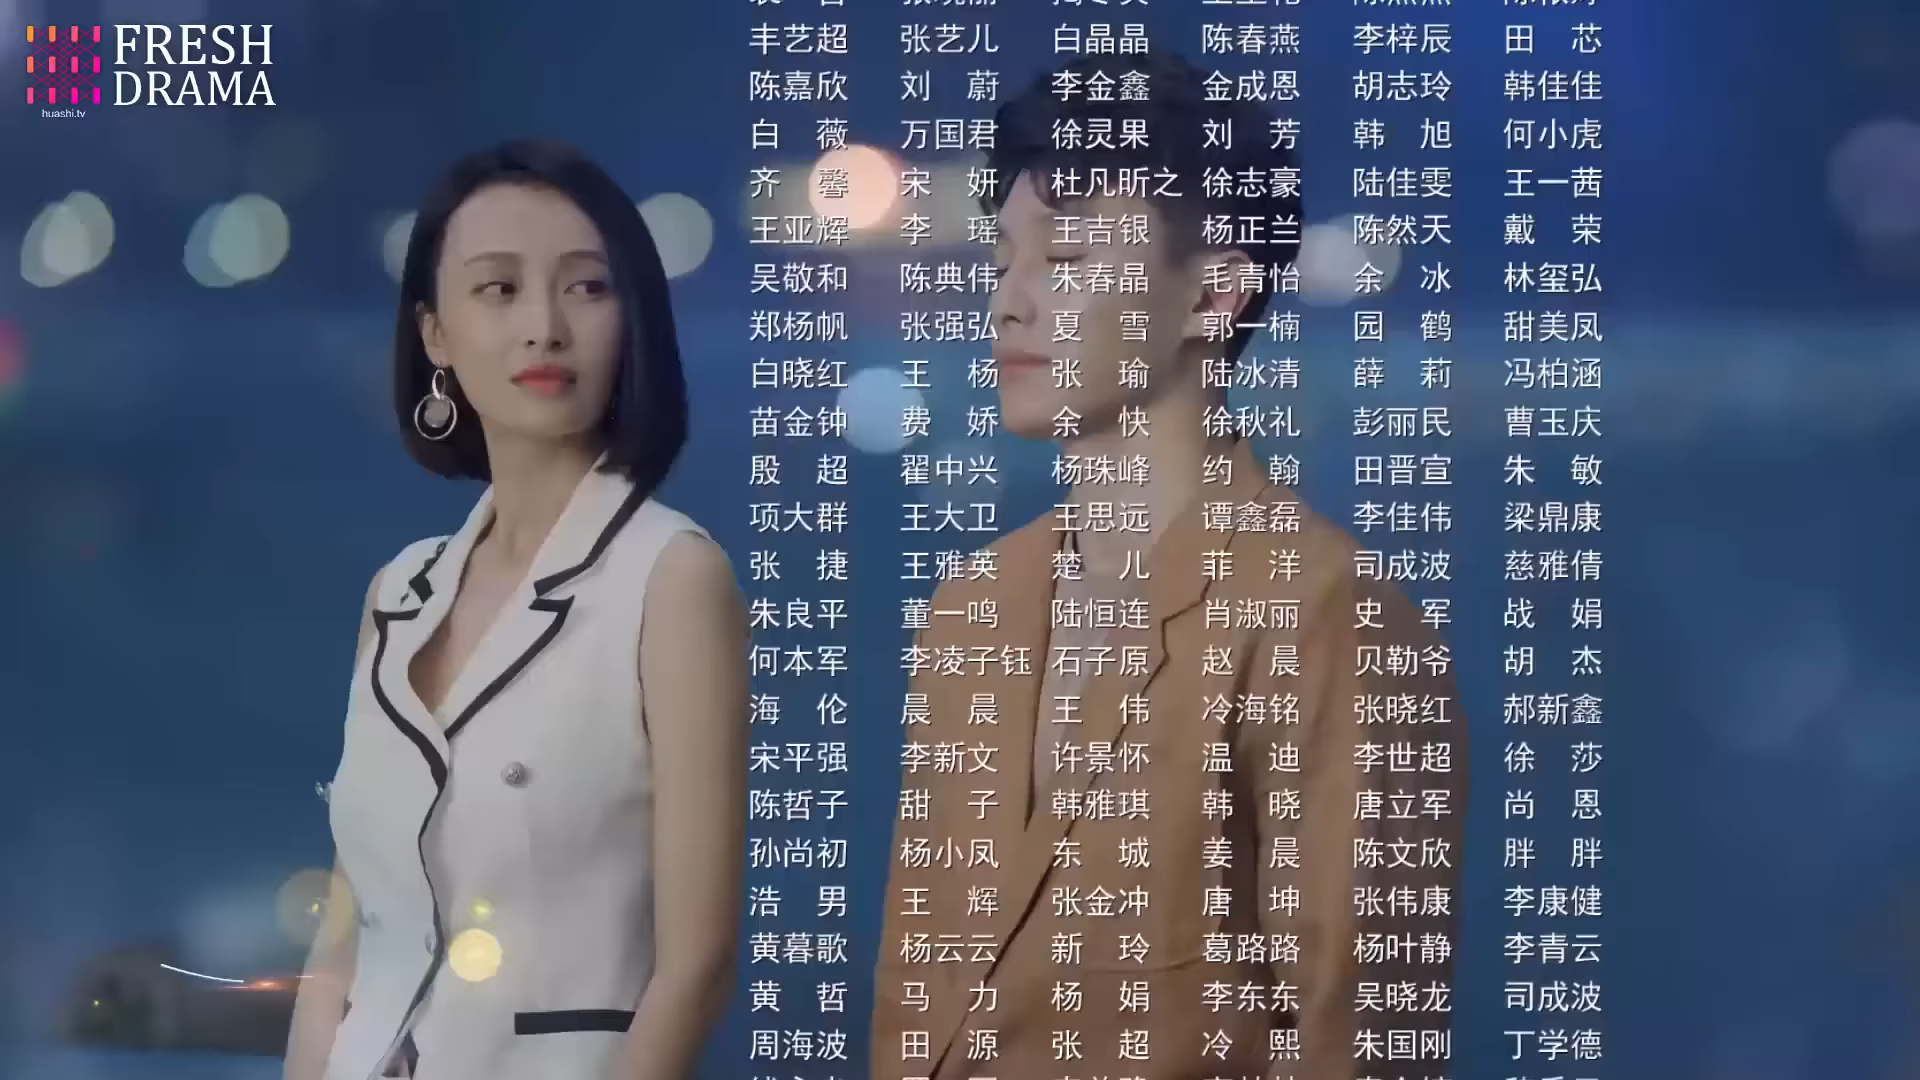 FRESH
DRAMA
huashi.tv
丰艺超 张艺儿 白晶晶 陈春燕 李梓辰 田 芯
陈嘉欣 刘 蔚 李金鑫 金成恩 胡志玲 韩佳佳
白 薇 万国君 徐灵果 刘 芳 韩 旭 何小虎
齐 馨 宋 妍 杜凡昕之 徐志豪 陆佳雯 王一茜
王亚辉 李 瑶 王吉银 杨正兰 陈然天 戴 荣
吴敬和 陈典伟 朱春晶 毛青怡 余 冰 林玺弘
郑杨帆 张强弘 夏 雪 郭一楠 园 鹤 甜美凤
白晓红 王 杨 张 瑜 陆冰清 薛 莉 冯柏涵
苗金钟 费 娇 余 快 徐秋礼 彭丽民 曹玉庆
殷 超 翟中兴 杨珠峰 约 翰 田晋宣 朱 敏
项大群 王大卫 王思远 谭鑫磊 李佳伟 梁鼎康
张 捷 王雅英 楚 儿 菲 洋 司成波 慈雅倩
朱良平 董一鸣 陆恒连 肖淑丽 史 军 战 娟
何本军 李凌子钰 石子原 赵 晨 贝勒爷 胡 杰
海 伦 晨 晨 王 伟 冷海铭 张晓红 郝新鑫
宋平强 李新文 许景怀 温 迪 李世超 徐 莎
陈哲子 甜 子 韩雅琪 韩 晓 唐立军 尚 恩
孙尚初 杨小凤 东 城 姜 晨 陈文欣 胖 胖
浩 男 王 辉 张金冲 唐 坤 张伟康 李康健
黄暮歌 杨云云 新 玲 葛路路 杨叶静 李青云
黄 哲 马 力 杨 娟 李东东 吴晓龙 司成波
周海波 田 源 张 超 冷 熙 朱国刚 丁学德